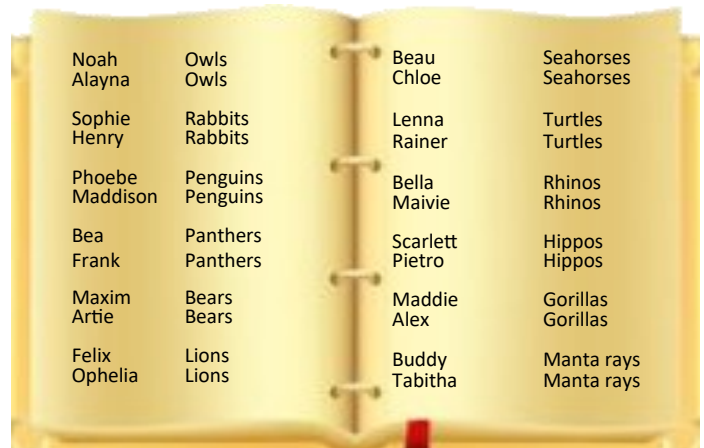 Noah Owls
Alayna Owls
Sophie Rabbits
Henry Rabbits
Phoebe Penguins
Maddison Penguins
Bea Panthers
Frank Panthers
Maxim Bears
Artie Bears
Felix Lions
Ophelia Lions
Beau Seahorses
Chloe Seahorses
Lenna Turtles
Rainer Turtles
Bella Rhinos
Maivie Rhinos
Scarlett Hippos
Pietro Hippos
Maddie Gorillas
Alex Gorillas
Buddy Manta rays
Tabitha Manta rays